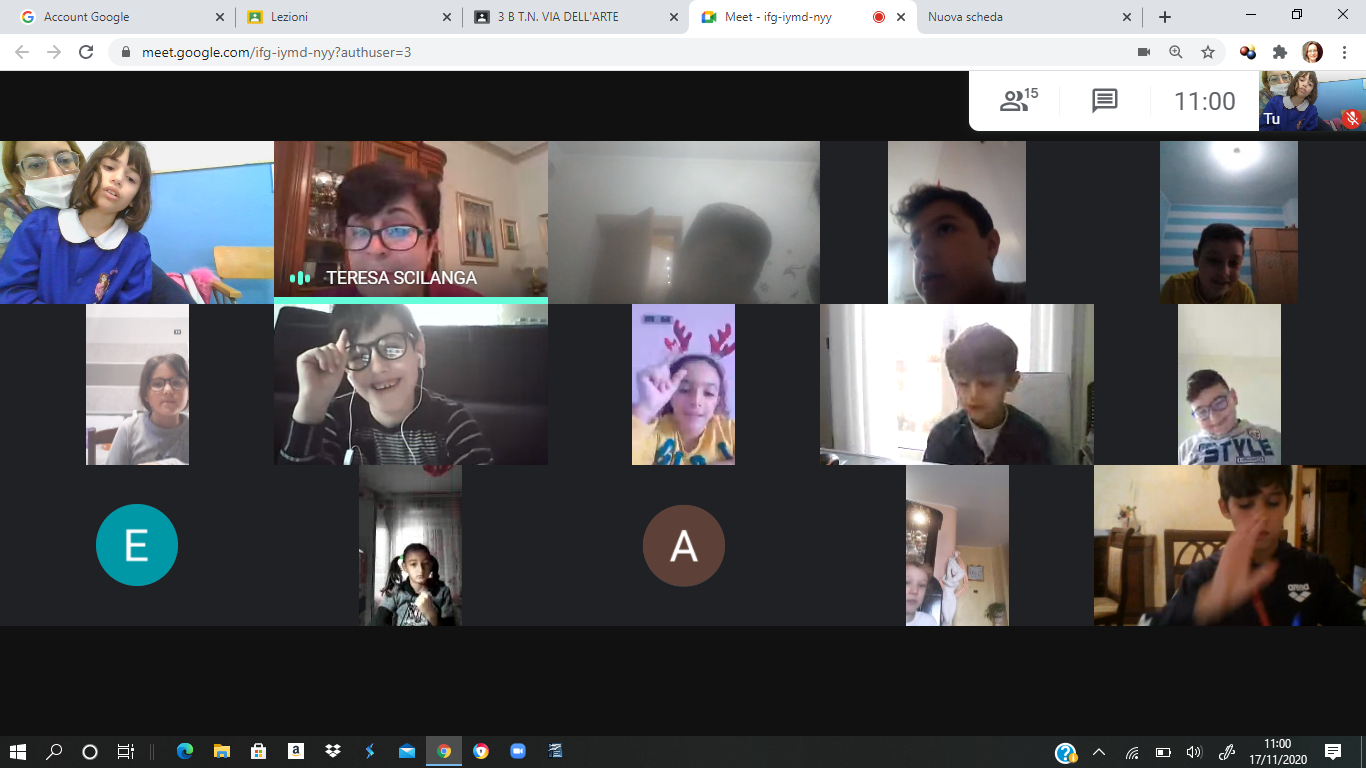 Account Google
Lezioni
3 B T.N. VIA DELL'ARTE
Meet - ifg-iymd-nyy
Nuova scheda
meet.google.com/ifg-iymd-nyy?authuser=3
15
11:00
Tu
TERESA SCILANGA
STYLE
E
A
arena
11:00
17/11/2020